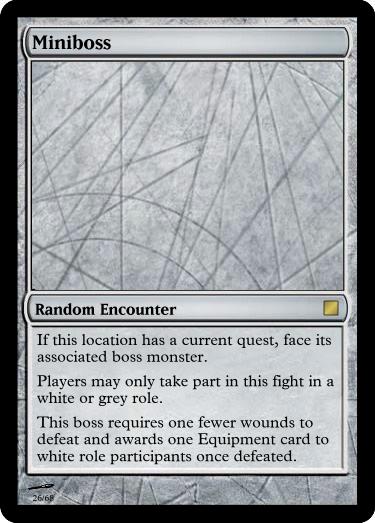 Miniboss
Random Encounter
If this location has a current quest, face its
associated boss monster.
Players may only take part in this fight in a
white or grey role.
This boss requires one fewer wounds to
defeat and awards one Equipment card to
white role participants once defeated.
26/68